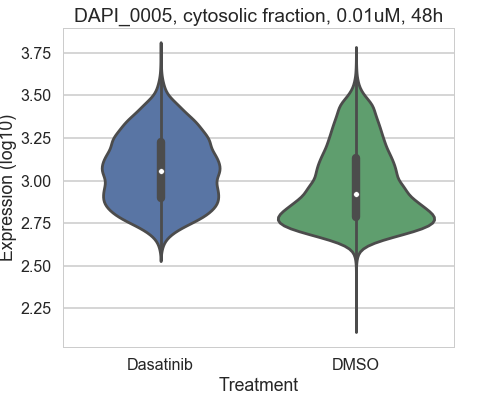 DAPI_0005, cytosolic fraction, 0.01uM, 48h
Expression (log10)
3.75
3.50
3.25
3.00
2.75
2.50
2.25
Dasatinib DMSO
Treatment